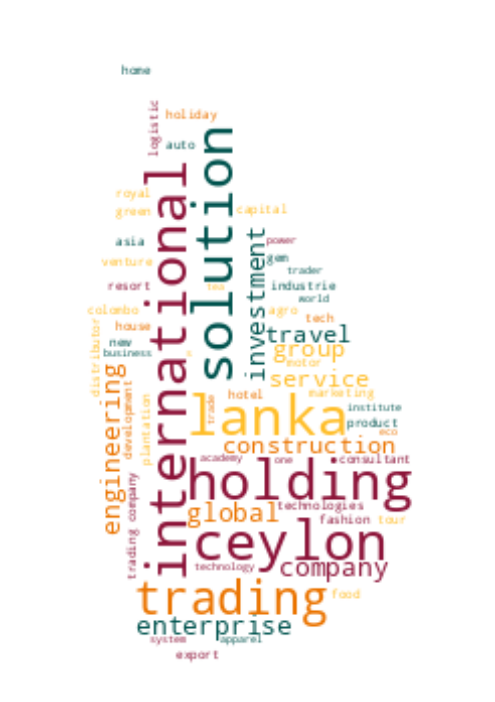 home
logistic
holiday
auto
solution
international
royal
green
capital
asia
power
investment
gem
venture
trader
resort
tea
industrie
world
colombo
agro
tech
distributor
house
travel
new
business
s
group
motor
engineering
development
service
plantation
trade
hotel
marketing
lanka
institute
product
eco
construction
academy
one
consultant
holding
trading company
global
technologies
fashion
tour
ceylon
technology
company
trading
food
enterprise
system
apparel
export